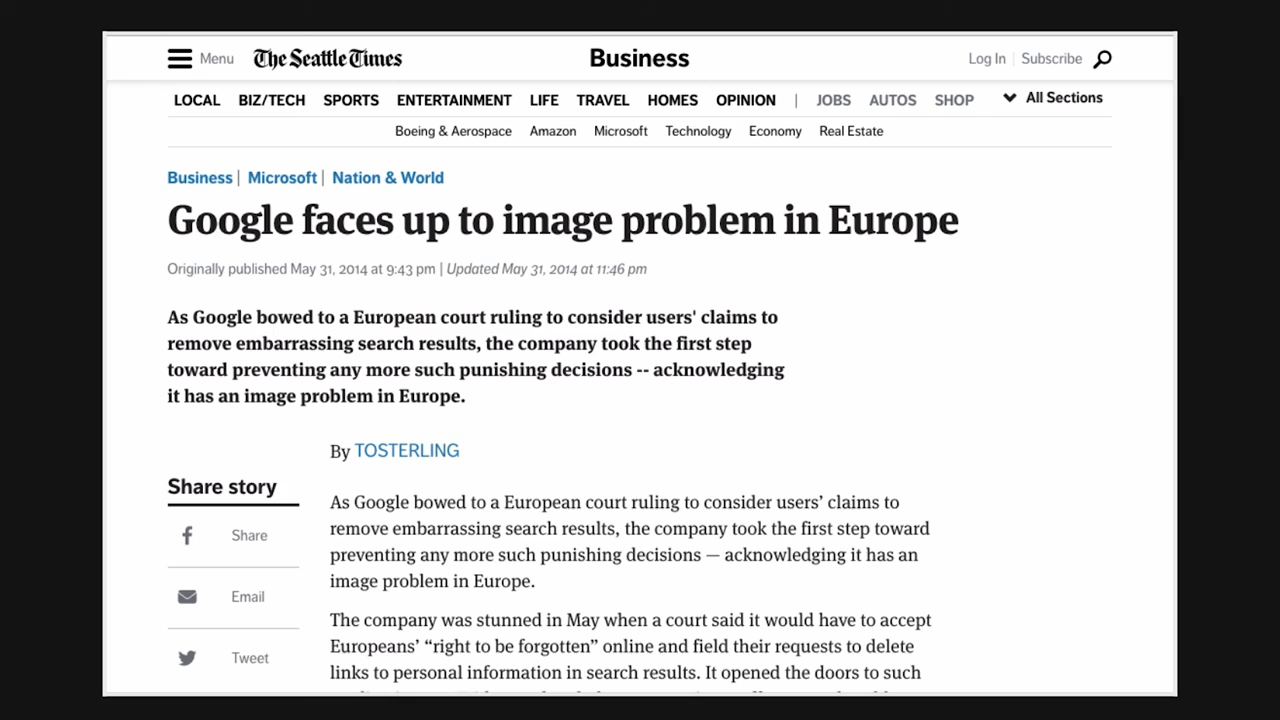 Menu The Seattle Times Business Log In | Subscribe
LOCAL BIZ/TECH SPORTS ENTERTAINMENT LIFE TRAVEL HOMES OPINION | JOBS AUTOS SHOP All Sections
Boeing & Aerospace Amazon Microsoft Technology Economy Real Estate
Business | Microsoft | Nation & World
Google faces up to image problem in Europe
Originally published May 31, 2014 at 9:43 pm | Updated May 31, 2014 at 11:46 pm
As Google bowed to a European court ruling to consider users' claims to
remove embarrassing search results, the company took the first step
toward preventing any more such punishing decisions -- acknowledging
it has an image problem in Europe.
By TOSTERLING
Share story
Share
Email
Tweet
As Google bowed to a European court ruling to consider users’ claims to
remove embarrassing search results, the company took the first step toward
preventing any more such punishing decisions — acknowledging it has an
image problem in Europe.
The company was stunned in May when a court said it would have to accept
Europeans’ “right to be forgotten” online and field their requests to delete
links to personal information in search results. It opened the doors to such